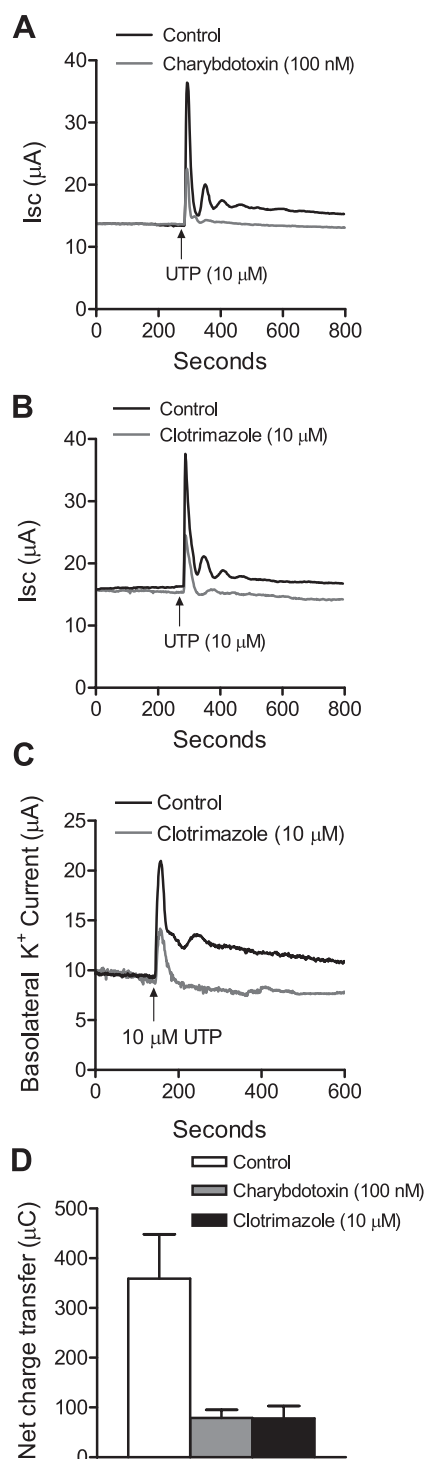 A
Control
Charybdotoxin (100 nM)
40
30
20
10
0
Isc (μA)
UTP (10 μM)
0 200 400 600 800
Seconds
B
Control
Clotrimazole (10 μM)
40
30
20
10
0
Isc (μA)
UTP (10 μM)
0 200 400 600 800
Seconds
C
Control
Clotrimazole (10 μM)
25
20
15
10
5
0
Basolateral K⁺ Current (μA)
10 μM UTP
0 200 400 600
Seconds
D
Control
Charybdotoxin (100 nM)
Clotrimazole (10 μM)
500
400
300
200
100
0
Net charge transfer (μC)